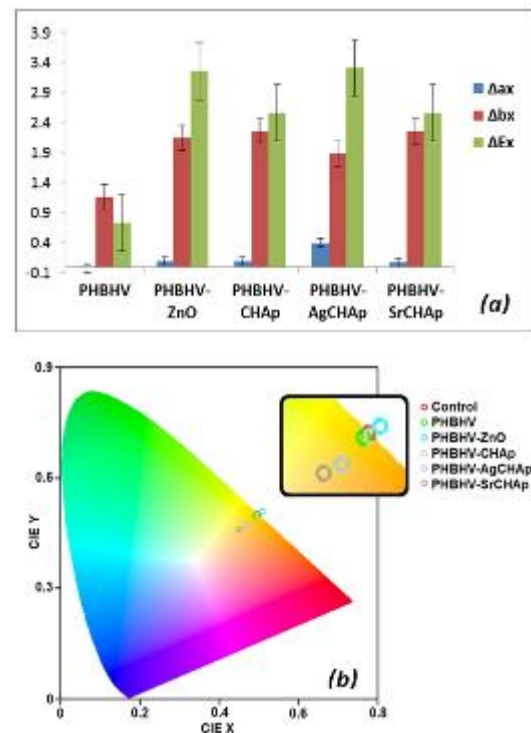 3.9
3.4
2.9
2.4
1.9
1.4
0.9
0.4
-0.1
Δax
Δbx
ΔEx
PHBHV
PHBHV-
ZnO
PHBHV-
CHAp
PHBHV-
AgCHAp
PHBHV-
SrCHAp
(a)
0.9
0.6
0.3
0
CIE Y
Control
PHBHV
PHBHV-ZnO
PHBHV-CHAp
PHBHV-AgCHAp
PHBHV-SrCHAp
(b)
0
0.2
0.4
0.6
0.8
CIE X